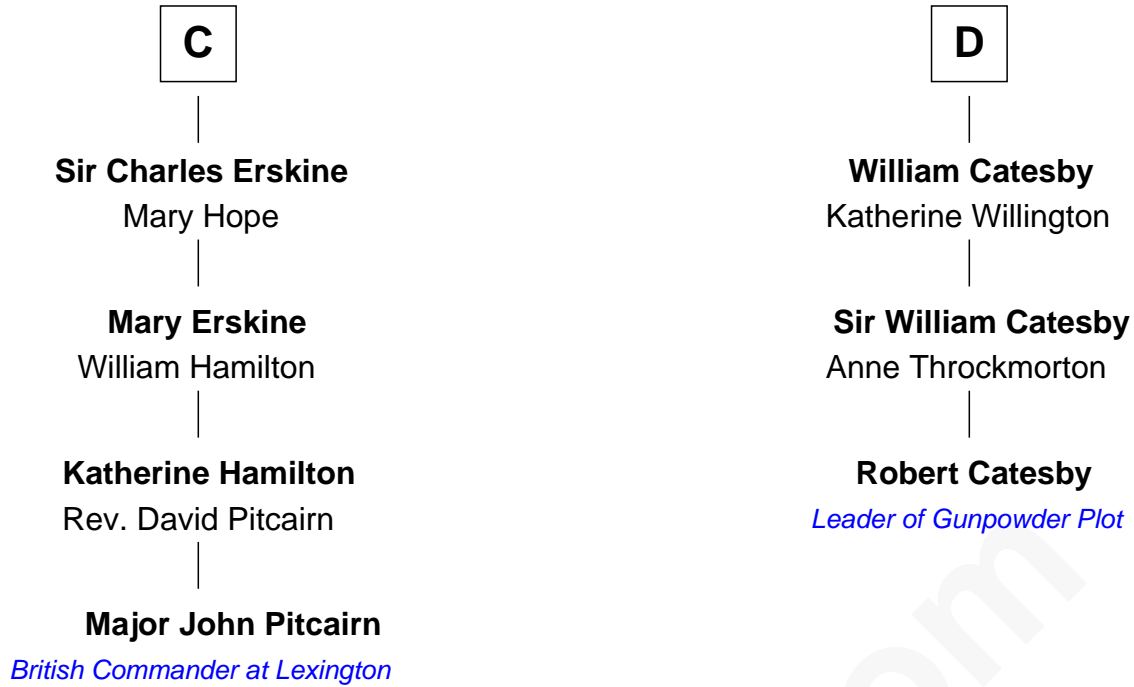 C
Sir Charles Erskine
Mary Hope
Mary Erskine
William Hamilton
Katherine Hamilton
Rev. David Pitcairn
Major John Pitcairn
British Commander at Lexington
D
William Catesby
Katherine Willington
Sir William Catesby
Anne Throckmorton
Robert Catesby
Leader of Gunpowder Plot
om